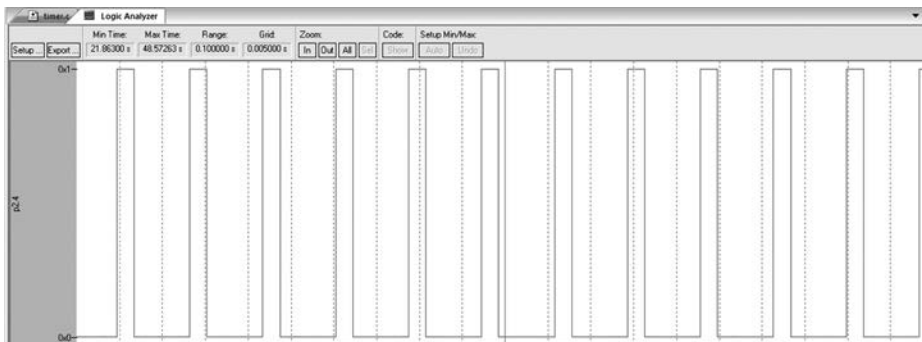 timer.c Logic Analyzer
Min Time: Max Time: Range: Grid: Zoom: Code: Setup Min/Max:
Setup ... Export ... 21.86300 s 48.57263 s 0.100000 s 0.005000 s In Out All Sel Show Auto Undo
0x1
p2.4
0x0